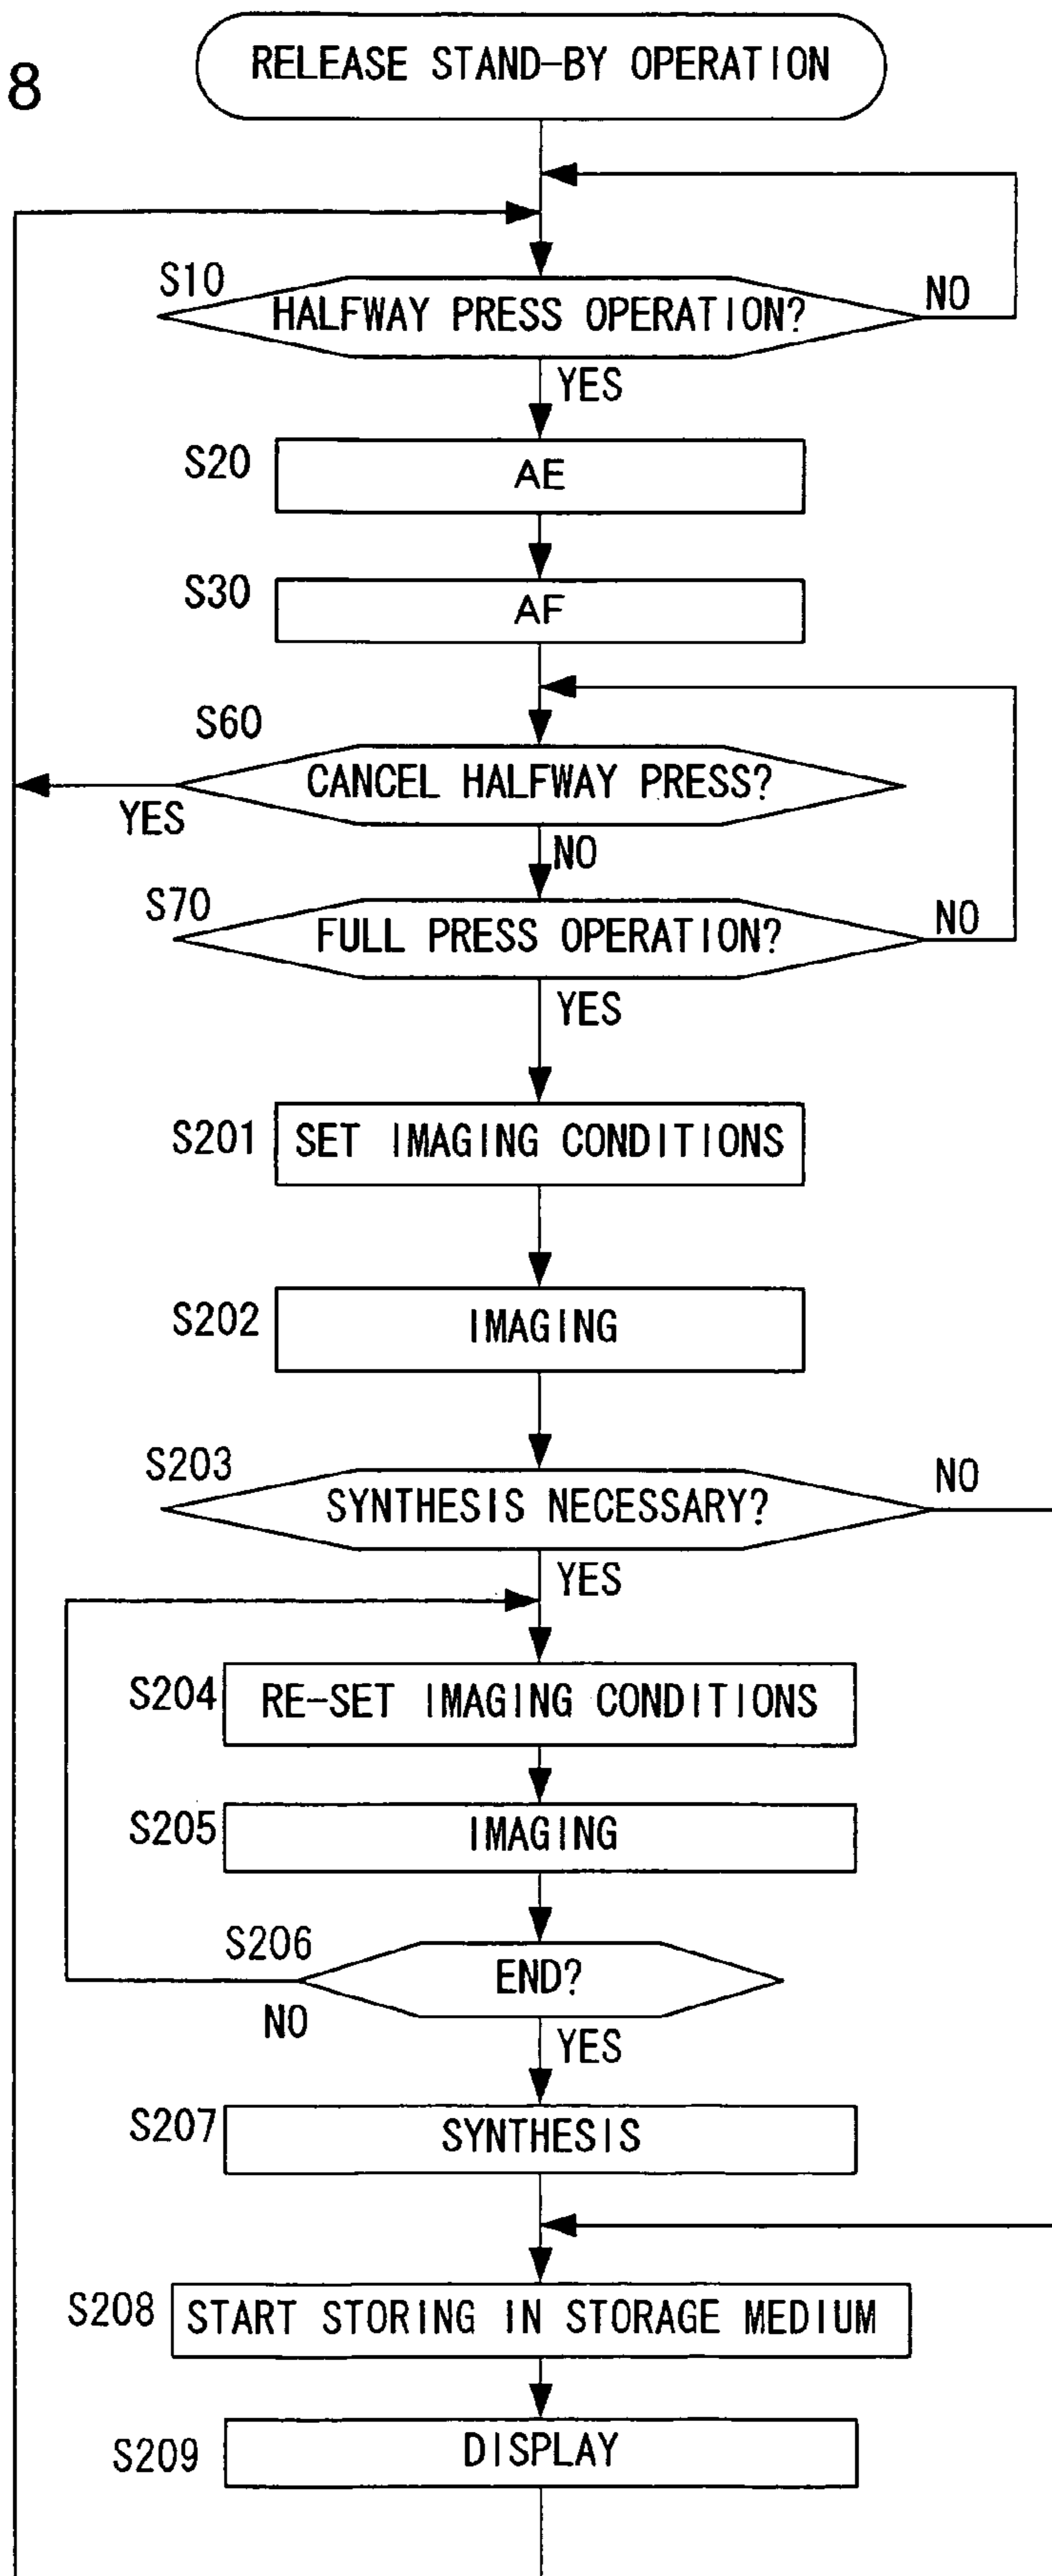 8
RELEASE STAND-BY OPERATION
S10
HALFWAY PRESS OPERATION?
NO
YES
S20
AE
S30
AF
S60
CANCEL HALFWAY PRESS?
YES
NO
S70
FULL PRESS OPERATION?
NO
YES
S201
SET IMAGING CONDITIONS
S202
IMAGING
S203
SYNTHESIS NECESSARY?
NO
YES
S204
RE-SET IMAGING CONDITIONS
S205
IMAGING
S206
END?
NO
YES
S207
SYNTHESIS
S208
START STORING IN STORAGE MEDIUM
S209
DISPLAY